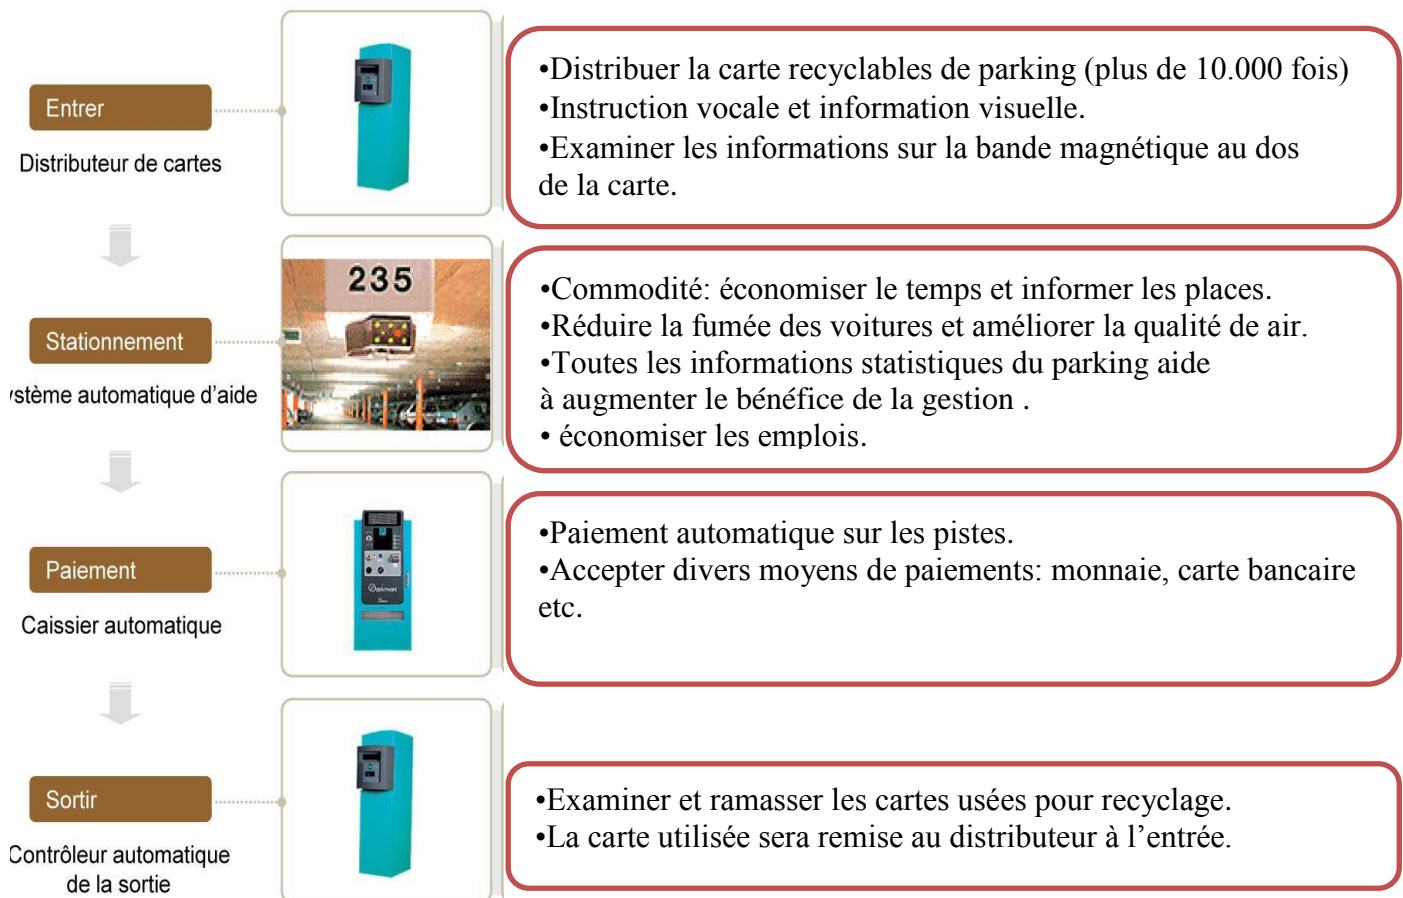 Entrer
Distributeur de cartes
•Distribuer la carte recyclables de parking (plus de 10.000 fois)
•Instruction vocale et information visuelle.
•Examiner les informations sur la bande magnétique au dos
de la carte.
235
Stationnement
ystème automatique d’aide
•Commodité: économiser le temps et informer les places.
•Réduire la fumée des voitures et améliorer la qualité de air.
•Toutes les informations statistiques du parking aide
à augmenter le bénéfice de la gestion .
• économiser les emplois.
Paiement
Caissier automatique
•Paiement automatique sur les pistes.
•Accepter divers moyens de paiements: monnaie, carte bancaire
etc.
Sortir
Contrôleur automatique
de la sortie
•Examiner et ramasser les cartes usées pour recyclage.
•La carte utilisée sera remise au distributeur à l’entrée.